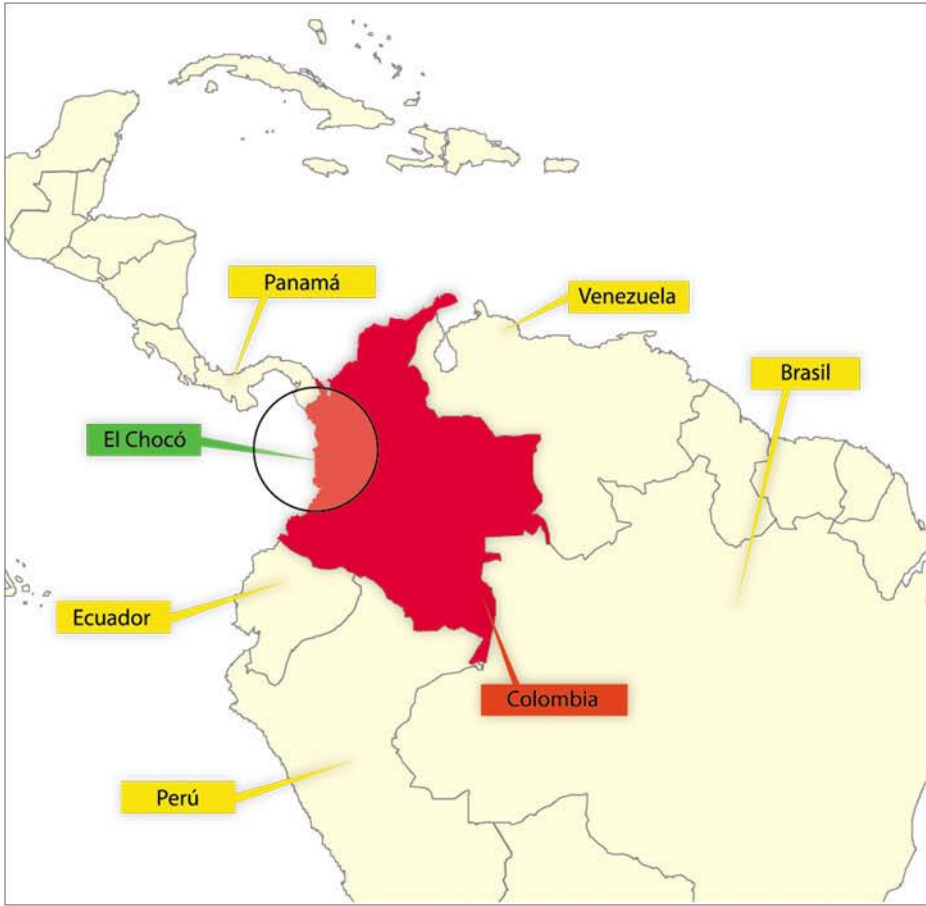 Panamá
Venezuela
Brasil
El Chocó
Ecuador
Colombia
Perú